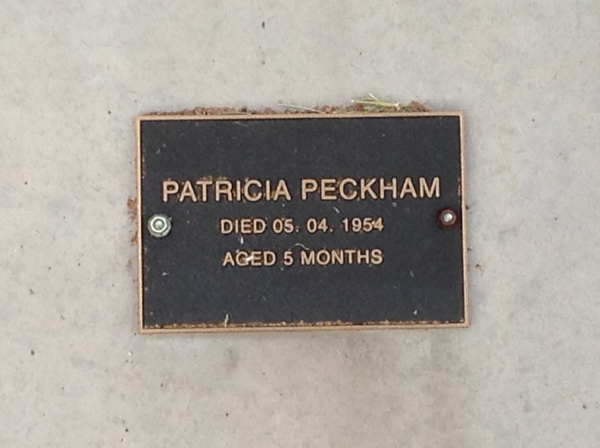 PATRICIA PECKHAM
DIED 05. 04. 1954
AGED 5 MONTHS